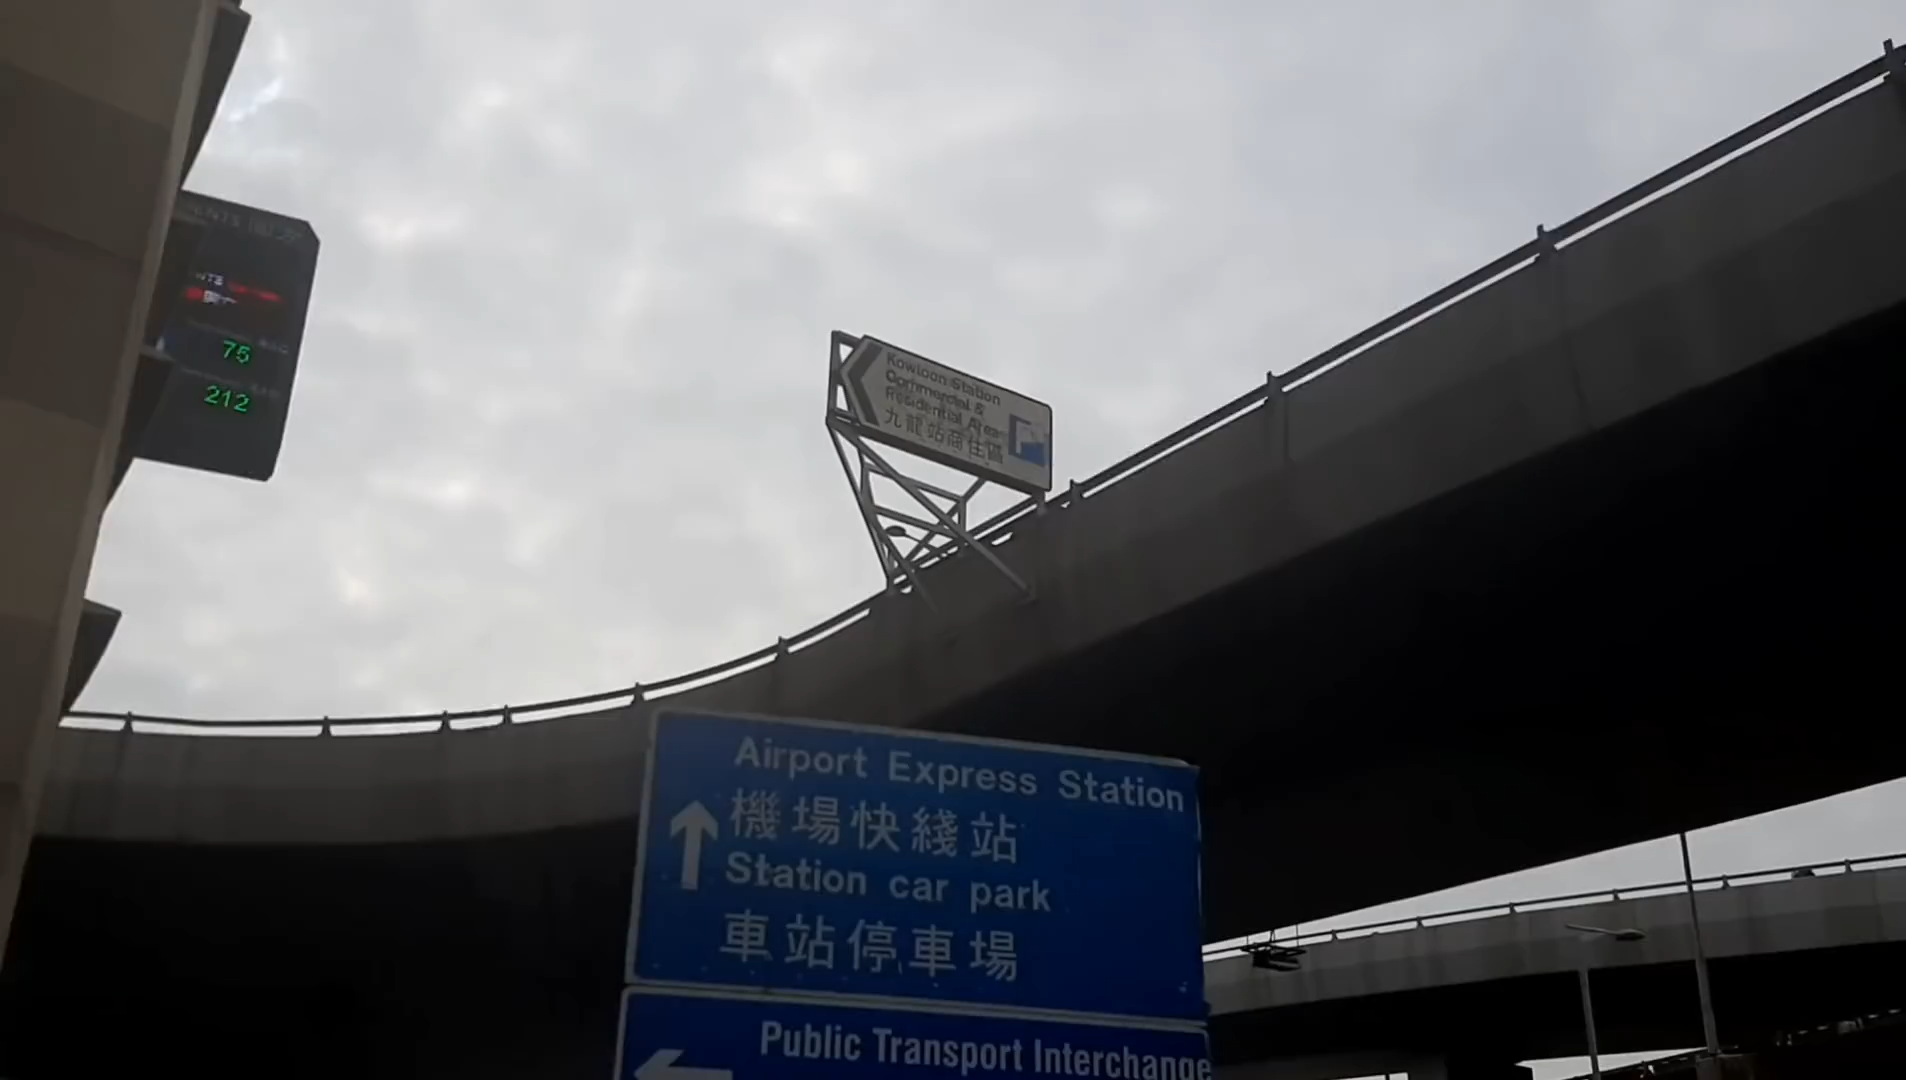 75
212
Kowloon Station
Commercial &
Residential Area
九龍站商住區
Airport Express Station
機場快綫站
Station car park
車站停車場
Public Transport Interchange